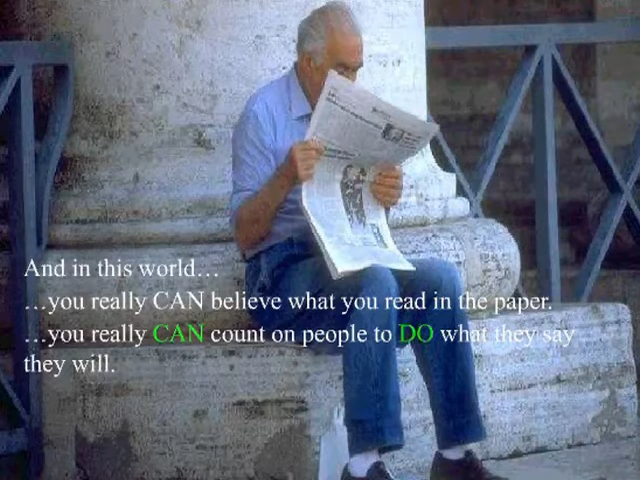 And in this world…
…you really CAN believe what you read in the paper.
…you really CAN count on people to DO what they say
they will.